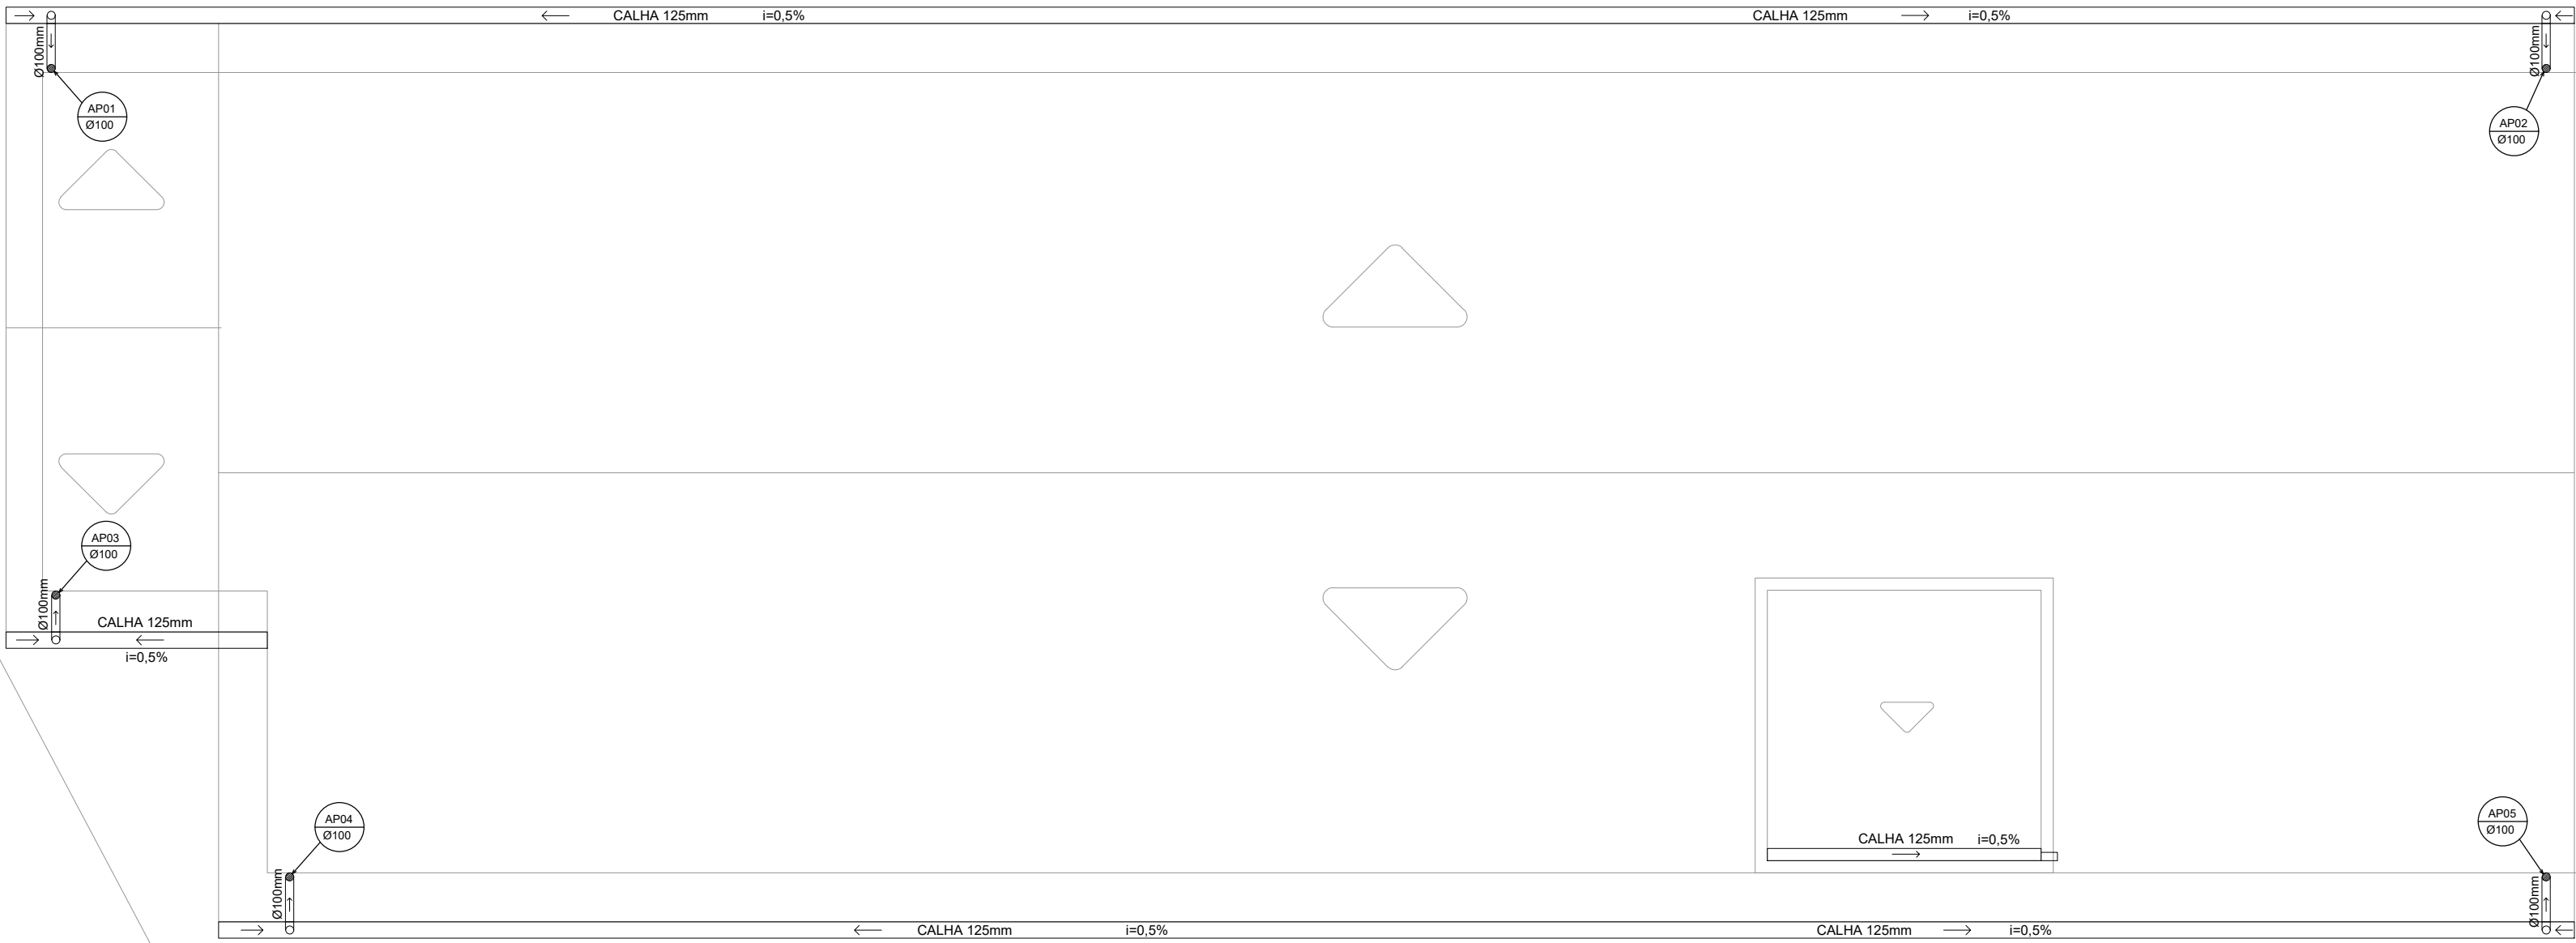 CALHA 125mm i=0,5% CALHA 125mm i=0,5%
Ø100mm
Ø100mm
AP01
Ø100
AP02
Ø100
AP03
Ø100
Ø100mm
CALHA 125mm
i=0,5%
AP04
Ø100
AP05
Ø100
CALHA 125mm i=0,5%
Ø100mm
Ø100mm
CALHA 125mm i=0,5% CALHA 125mm i=0,5%